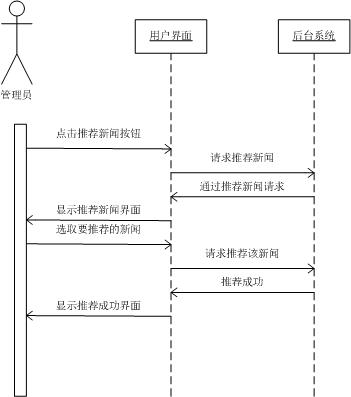 用户界面
后台系统
管理员
点击推荐新闻按钮
请求推荐新闻
通过推荐新闻请求
显示推荐新闻界面
选取要推荐的新闻
请求推荐该新闻
推荐成功
显示推荐成功界面